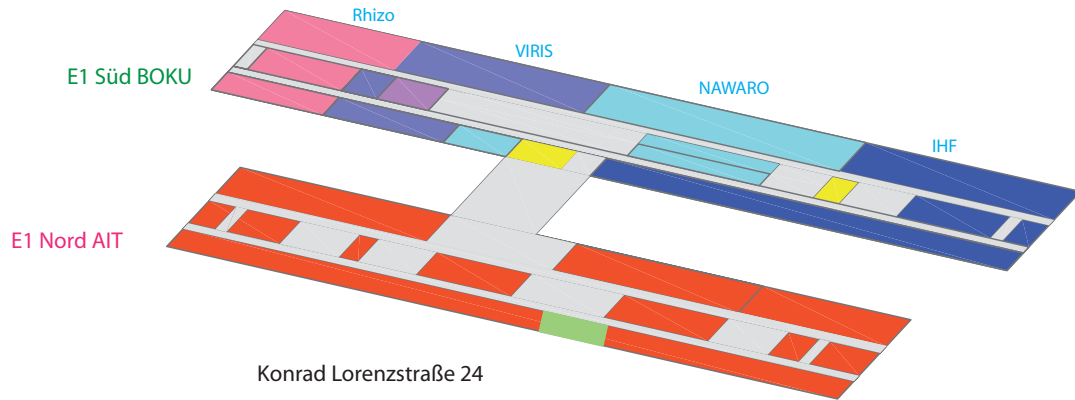 Rhizo
VIRIS
E1 Süd BOKU
NAWARO
IHF
E1 Nord AIT
Konrad Lorenzstraße 24